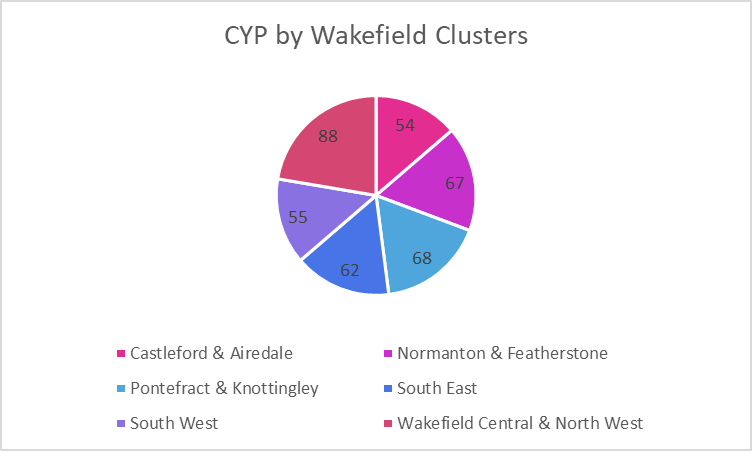 CYP by Wakefield Clusters
54
67
68
62
55
88
Castleford & Airedale
Normanton & Featherstone
Pontefract & Knottingley
South East
South West
Wakefield Central & North West